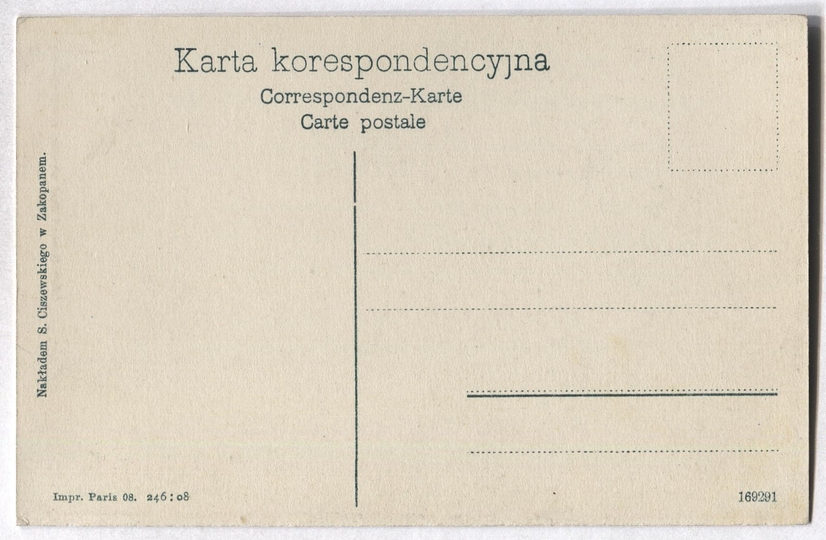 Karta korespondencyjna
Correspondenz-Karte
Carte postale
Nakładem S. Ciszewskiego w Zakopanem.
Impr. Paris 08. 246:08
169291